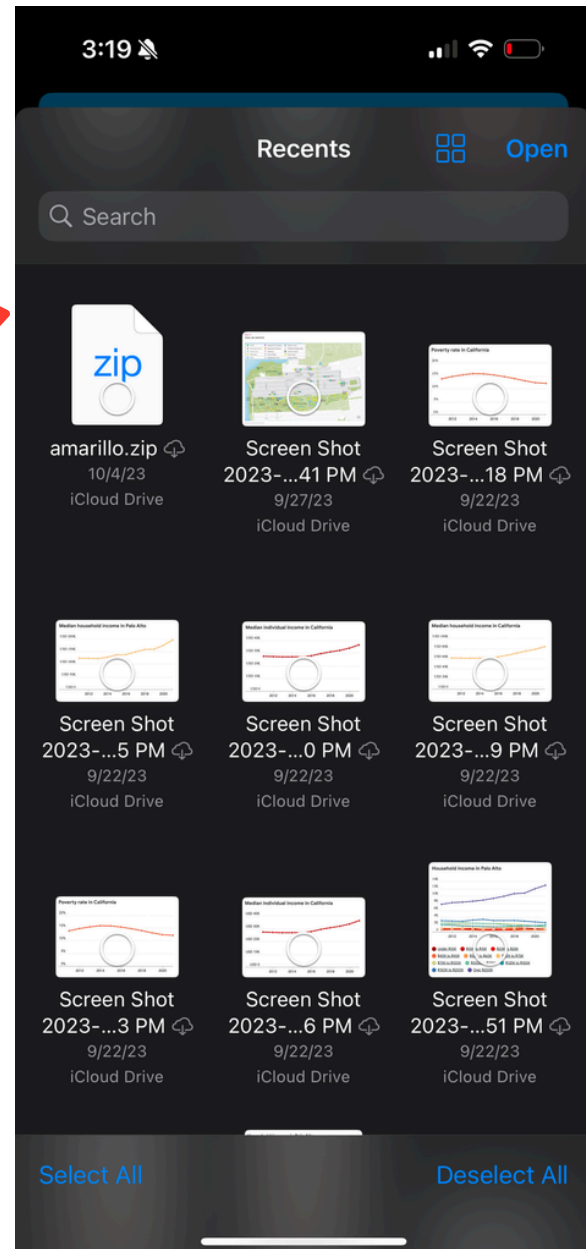 3:19
Recents
Open
Search
zip
amarillo.zip
10/4/23
iCloud Drive
Screen Shot
2023-...41 PM
9/27/23
iCloud Drive
Poverty rate in California
Screen Shot
2023-...18 PM
9/22/23
iCloud Drive
Median household income in Palo Alto
Screen Shot
2023-...5 PM
9/22/23
iCloud Drive
Median individual income in California
Screen Shot
2023-...0 PM
9/22/23
iCloud Drive
Median household income in California
Screen Shot
2023-...9 PM
9/22/23
iCloud Drive
Poverty rate in California
Screen Shot
2023-...3 PM
9/22/23
iCloud Drive
Median individual income in California
Screen Shot
2023-...6 PM
9/22/23
iCloud Drive
Household income in Palo Alto
Screen Shot
2023-...51 PM
9/22/23
iCloud Drive
Select All
Deselect All